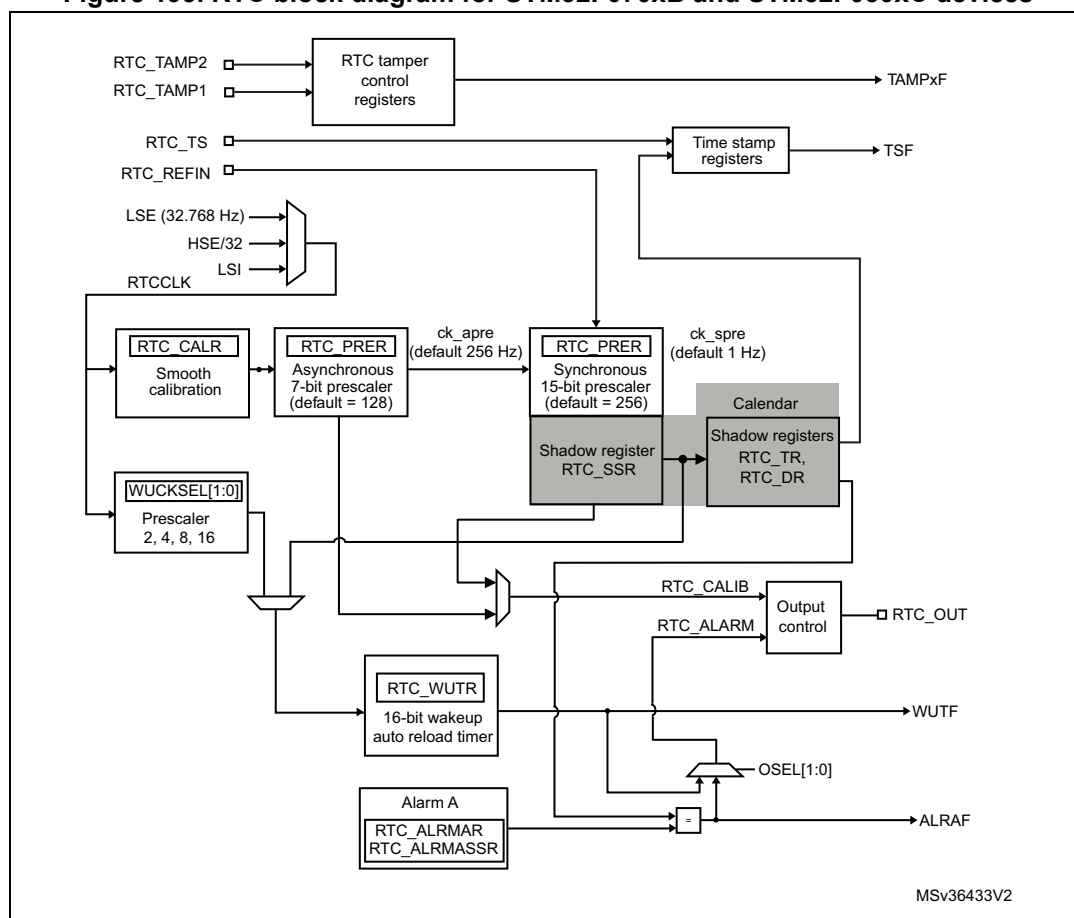 Figure RTC block diagram for and devices
RTC_TAMP2
RTC_TAMP1
RTC tamper
control
registers
TAMPxF
RTC_TS
RTC_REFIN
Time stamp
registers
TSF
LSE (32.768 Hz)
HSE/32
LSI
RTCCLK
RTC_CALR
Smooth
calibration
RTC_PRER
Asynchronous
7-bit prescaler
(default = 128)
ck_apre
(default 256 Hz)
RTC_PRER
Synchronous
15-bit prescaler
(default = 256)
ck_spre
(default 1 Hz)
Calendar
Shadow register
RTC_SSR
Shadow registers
RTC_TR,
RTC_DR
WUCKSEL[1:0]
Prescaler
2, 4, 8, 16
RTC_CALIB
RTC_ALARM
Output
control
RTC_OUT
RTC_WUTR
16-bit wakeup
auto reload timer
WUTF
OSEL[1:0]
Alarm A
RTC_ALRMAR
RTC_ALRMASSR
=
ALRAF
MSv36433V2